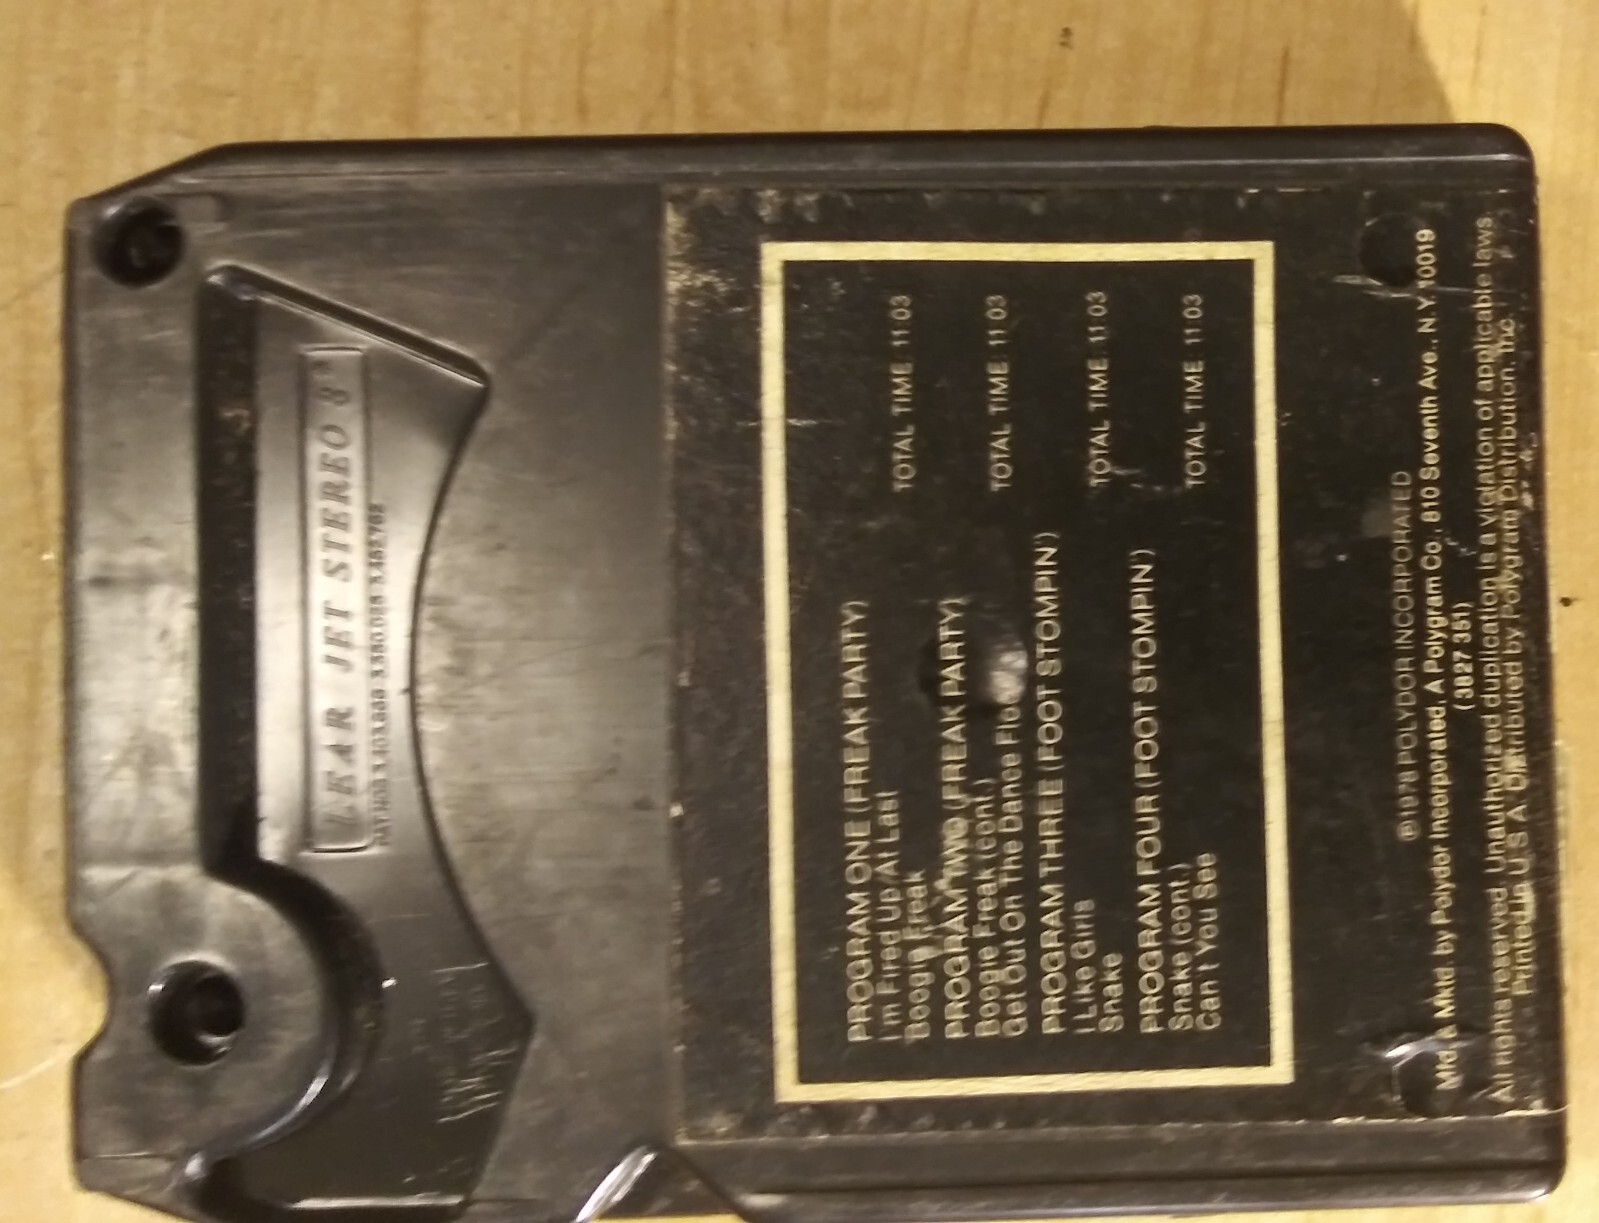 LEAR JET STEREO 8
PROGRAM ONE (FREAK PARTY)
I'm Fired Up At Last
Boogie Freak TOTAL TIME 11:03
PROGRAM TWO (FREAK PARTY)
Boogie Freak (cont.)
Get Out On The Dance Floor TOTAL TIME 11:03
PROGRAM THREE (FOOT STOMPIN')
I Like Girls
Snake TOTAL TIME 11:03
PROGRAM FOUR (FOOT STOMPIN')
Snake (cont.)
Can't You See TOTAL TIME 11:03
℗1978 POLYDOR INCORPORATED
Mfd. & Mktd. by Polydor Incorporated, A Polygram Co., 810 Seventh Ave., N.Y. 10019
(3827 351)
All rights reserved. Unauthorized duplication is a violation of applicable laws.
Printed In U.S.A. Distributed by Polygram Distribution, Inc.